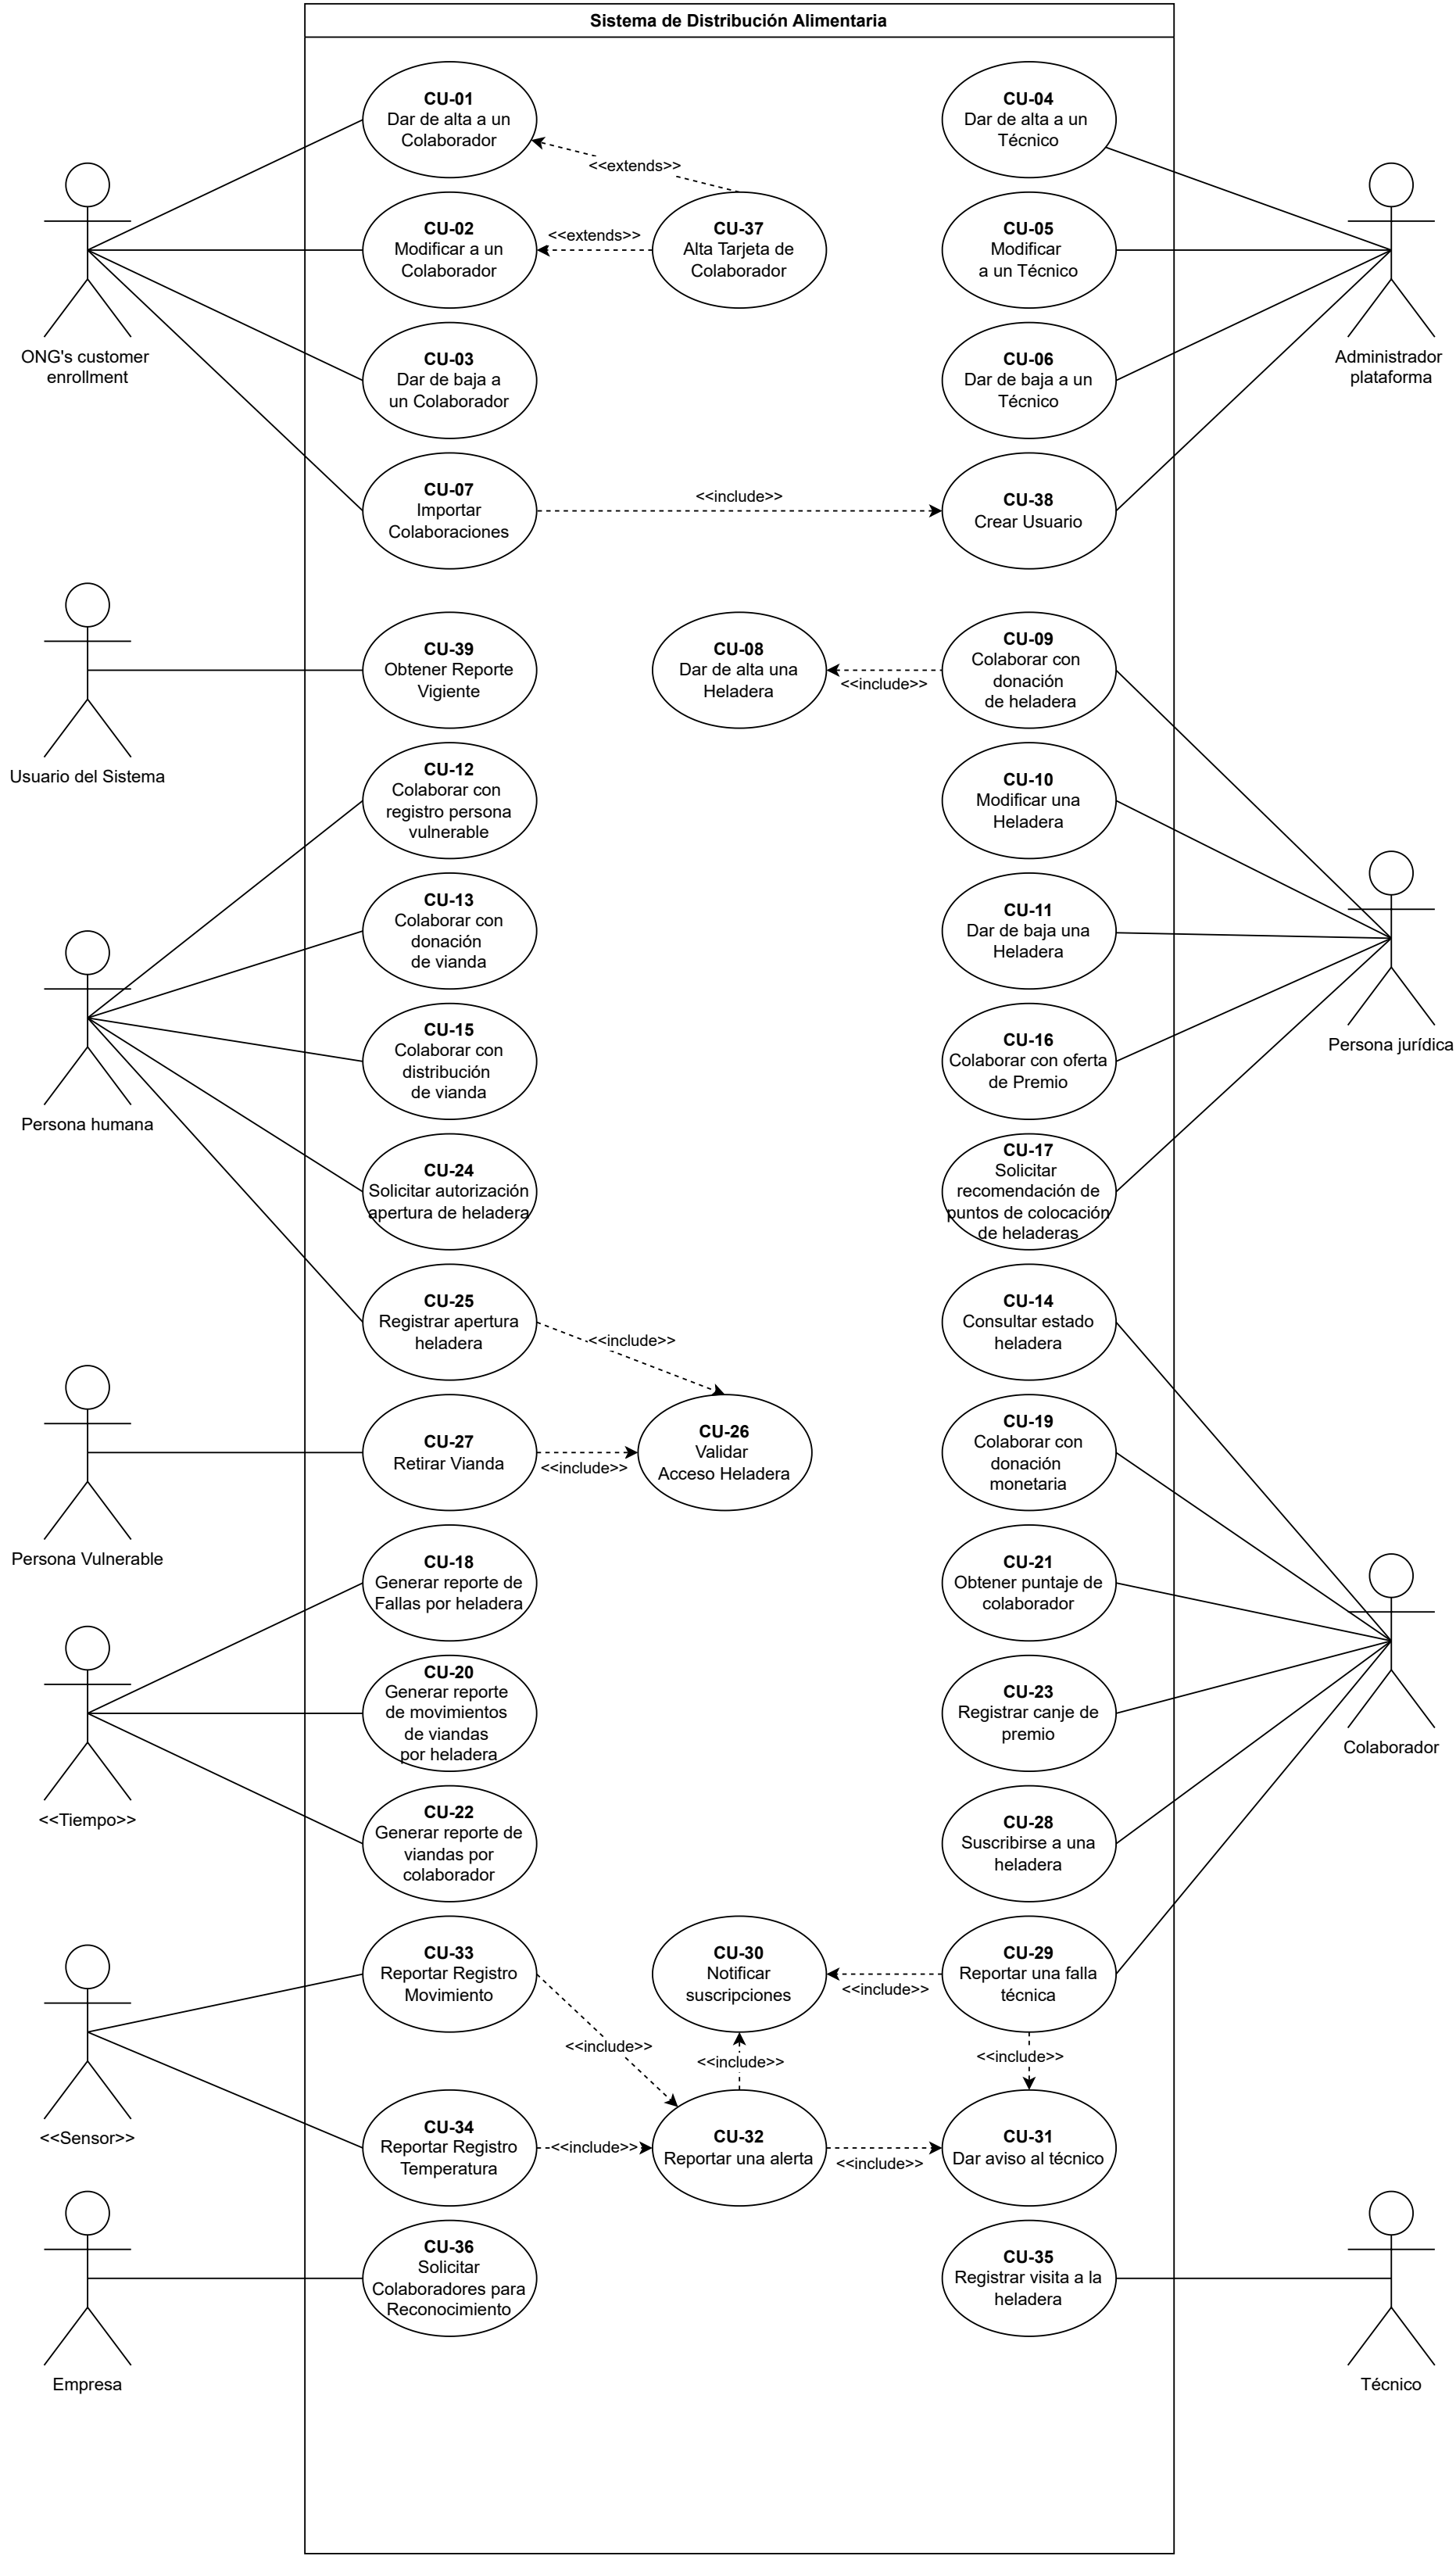 Sistema de Distribución Alimentaria
CU-01
Dar de alta a un
Colaborador
CU-04
Dar de alta a un
Técnico
<<extends>>
CU-02
Modificar a un
Colaborador
<<extends>>
CU-37
Alta Tarjeta de
Colaborador
CU-05
Modificar
a un Técnico
ONG's customer
enrollment
CU-03
Dar de baja a
un Colaborador
CU-06
Dar de baja a un
Técnico
Administrador
plataforma
CU-07
Importar
Colaboraciones
<<include>>
CU-38
Crear Usuario
CU-39
Obtener Reporte
Vigiente
CU-08
Dar de alta una
Heladera
<<include>>
CU-09
Colaborar con
donación
de heladera
Usuario del Sistema
CU-12
Colaborar con
registro persona
vulnerable
CU-10
Modificar una
Heladera
CU-13
Colaborar con
donación
de vianda
CU-11
Dar de baja una
Heladera
Persona humana
CU-15
Colaborar con
distribución
de vianda
CU-16
Colaborar con oferta
de Premio
Persona jurídica
CU-24
Solicitar autorización
apertura de heladera
CU-17
Solicitar
recomendación de
puntos de colocación
de heladeras
CU-25
Registrar apertura
heladera
<<include>>
CU-14
Consultar estado
heladera
CU-27
Retirar Vianda
<<include>>
CU-26
Validar
Acceso Heladera
CU-19
Colaborar con
donación
monetaria
Persona Vulnerable
CU-18
Generar reporte de
Fallas por heladera
CU-21
Obtener puntaje de
colaborador
CU-20
Generar reporte
de movimientos
de viandas
por heladera
CU-23
Registrar canje de
premio
Colaborador
<<Tiempo>>
CU-22
Generar reporte de
viandas por
colaborador
CU-28
Suscribirse a una
heladera
CU-33
Reportar Registro
Movimiento
CU-30
Notificar
suscripciones
<<include>>
CU-29
Reportar una falla
técnica
<<include>>
<<include>>
<<include>>
<<Sensor>>
CU-34
Reportar Registro
Temperatura
<<include>>
CU-32
Reportar una alerta
<<include>>
CU-31
Dar aviso al técnico
CU-36
Solicitar
Colaboradores para
Reconocimiento
CU-35
Registrar visita a la
heladera
Empresa
Técnico